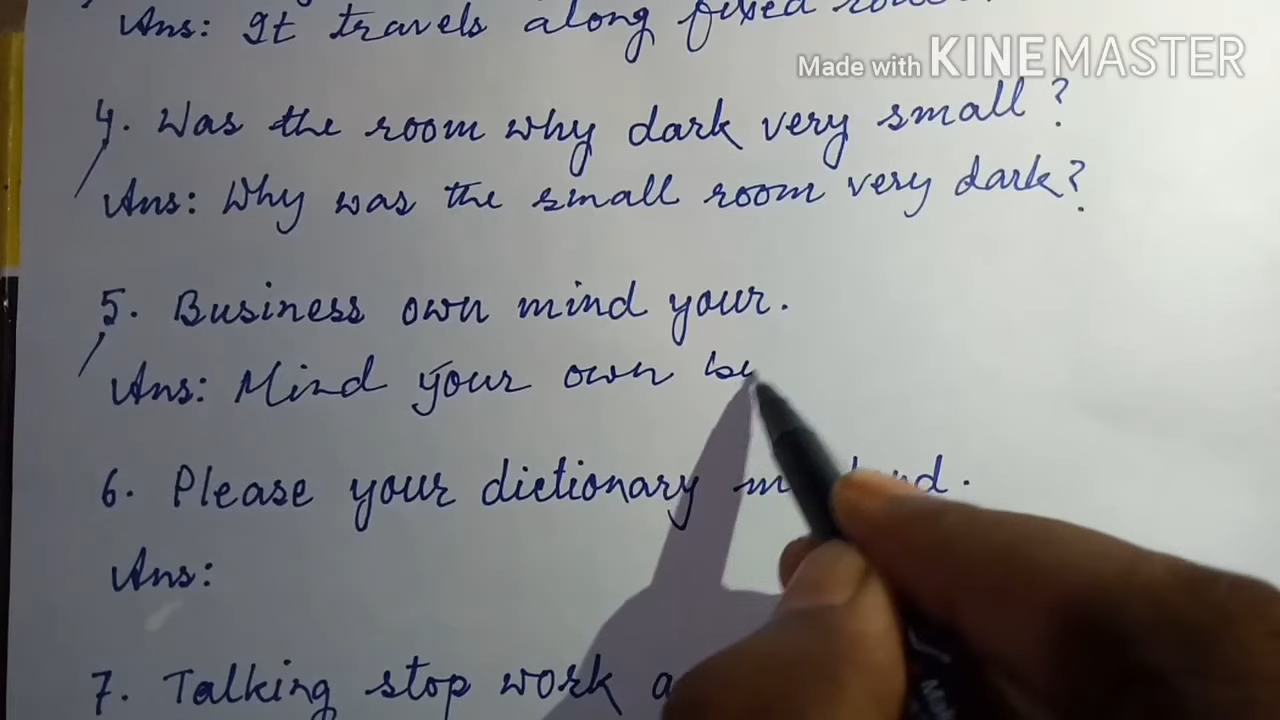 Ans: It travels along fixed
Made with KINEMASTER
4. Was the room why dark very small?
Ans: Why was the small room very dark?
5. Business own mind your.
Ans: Mind your own bu
6. Please your dictionary
Ans:
7. Talking stop work